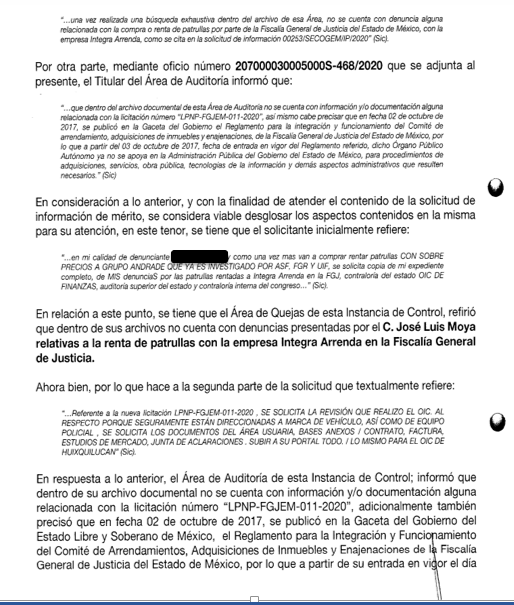 "...una vez realizada una búsqueda exhaustiva dentro del archivo de esa Área, no se cuenta con denuncia alguna
relacionada con la compra o renta de patrullas por parte de la Fiscalía General de Justicia del Estado de México, con la
empresa Integra Arrenda, como se cita en la solicitud de información 00253/SECOGEM/IP/2020" (Sic).
Por otra parte, mediante oficio número 207000030005000S-468/2020 que se adjunta al
presente, el Titular del Área de Auditoría informó que:
"...que dentro del archivo documental de esta Área de Auditoría no se cuenta con información y/o documentación alguna
relacionada con la licitación número "LPNP-FGJEM-011-2020", así mismo cabe precisar que en fecha 02 de octubre de
2017, se publicó en la Gaceta del Gobierno el Reglamento para la integración y funcionamiento del Comité de
arrendamiento, adquisiciones de inmuebles y enajenaciones, de la Fiscalía General de Justicia del Estado de México, por
lo que a partir del 03 de octubre de 2017, fecha de entrada en vigor del Reglamento referido, dicho Órgano Público
Autónomo ya no se apoya en la Administración Pública del Gobierno del Estado de México, para procedimientos de
adquisiciones, servicios, obra pública, tecnologías de la información y demás aspectos administrativos que resulten
necesarios." (Sic)
En consideración a lo anterior, y con la finalidad de atender el contenido de la solicitud de
información de mérito, se considera viable desglosar los aspectos contenidos en la misma
para su atención, en este tenor, se tiene que el solicitante inicialmente refiere:
"...en mi calidad de denunciante y como una vez mas van a comprar rentar patrullas CON SOBRE
PRECIOS A GRUPO ANDRADE QUE YA ES INVESTIGADO POR ASF, FGR Y UIF, se solicita copia de mi expediente
completo, de MIS denunciaS por las patrullas rentadas a Integra Arrenda en la FGJ, contraloría del estado OIC DE
FINANZAS, auditoría superior del estado y contraloria interna del congreso..." (Sic).
En relación a este punto, se tiene que el Área de Quejas de esta Instancia de Control, refirió
que dentro de sus archivos no cuenta con denuncias presentadas por el C. José Luis Moya
relativas a la renta de patrullas con la empresa Integra Arrenda en la Fiscalía General
de Justicia.
Ahora bien, por lo que hace a la segunda parte de la solicitud que textualmente refiere:
"...Referente a la nueva licitación LPNP-FGJEM-011-2020 , SE SOLICITA LA REVISIÓN QUE REALIZO EL OIC. AL
RESPECTO PORQUE SEGURAMENTE ESTÁN DIRECCIONADAS A MARCA DE VEHÍCULO, ASÍ COMO DE EQUIPO
POLICIAL , SE SOLICITA LOS DOCUMENTOS DEL ÁREA USUARIA, BASES ANEXOS / CONTRATO, FACTURA,
ESTUDIOS DE MERCADO, JUNTA DE ACLARACIONES . SUBIR A SU PORTAL TODO. / LO MISMO PARA EL OIC DE
HUIXQUILUCAN" (Sic).
En respuesta a lo anterior, el Área de Auditoría de esta Instancia de Control; informó que
dentro de su archivo documental no se cuenta con información y/o documentación alguna
relacionada con la licitación número "LPNP-FGJEM-011-2020", adicionalmente también
precisó que en fecha 02 de octubre de 2017, se publicó en la Gaceta del Gobierno del
Estado Libre y Soberano de México, el Reglamento para la Integración y Funcionamiento
del Comité de Arrendamientos, Adquisiciones de Inmuebles y Enajenaciones de la Fiscalía
General de Justicia del Estado de México, por lo que a partir de su entrada en vigor el día